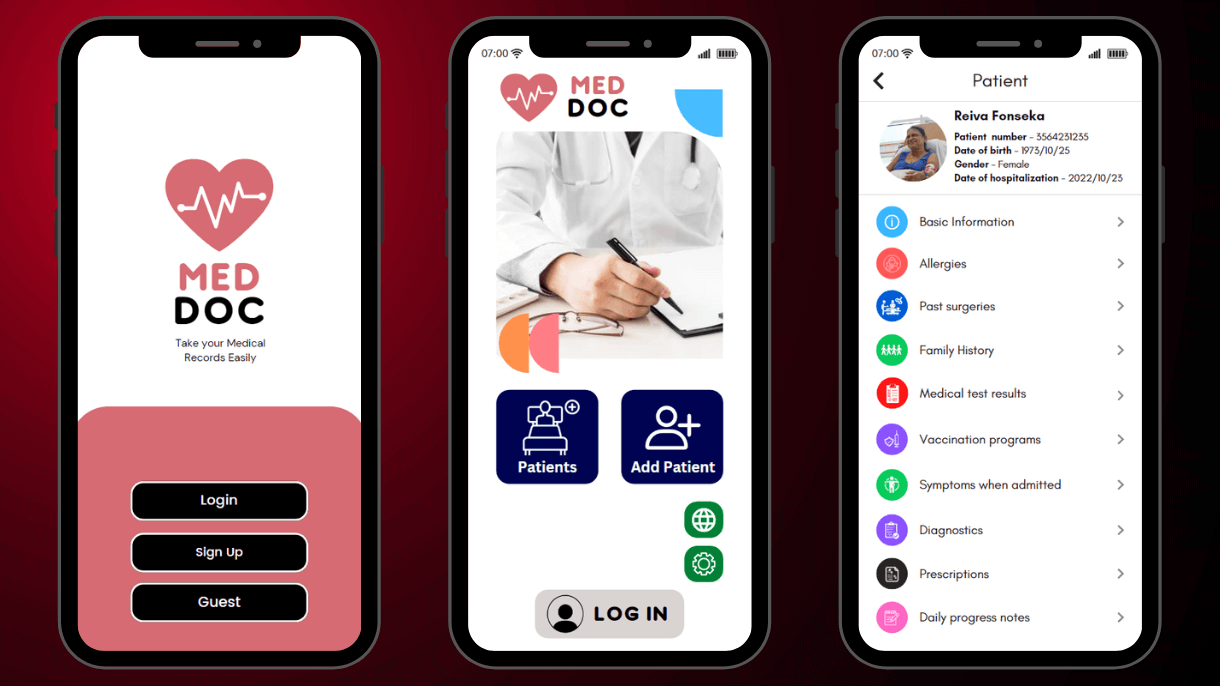 MED
DOC
Take your Medical
Records Easily
Login
Sign Up
Guest
07:00
MED
DOC
Patients
Add Patient
LOG IN
07:00
Patient
Reiva Fonseka
Patient number - 3564231235
Date of birth - 1973/10/25
Gender - Female
Date of hospitalization - 2022/10/23
Basic Information
Allergies
Past surgeries
Family History
Medical test results
Vaccination programs
Symptoms when admitted
Diagnostics
Prescriptions
Daily progress notes